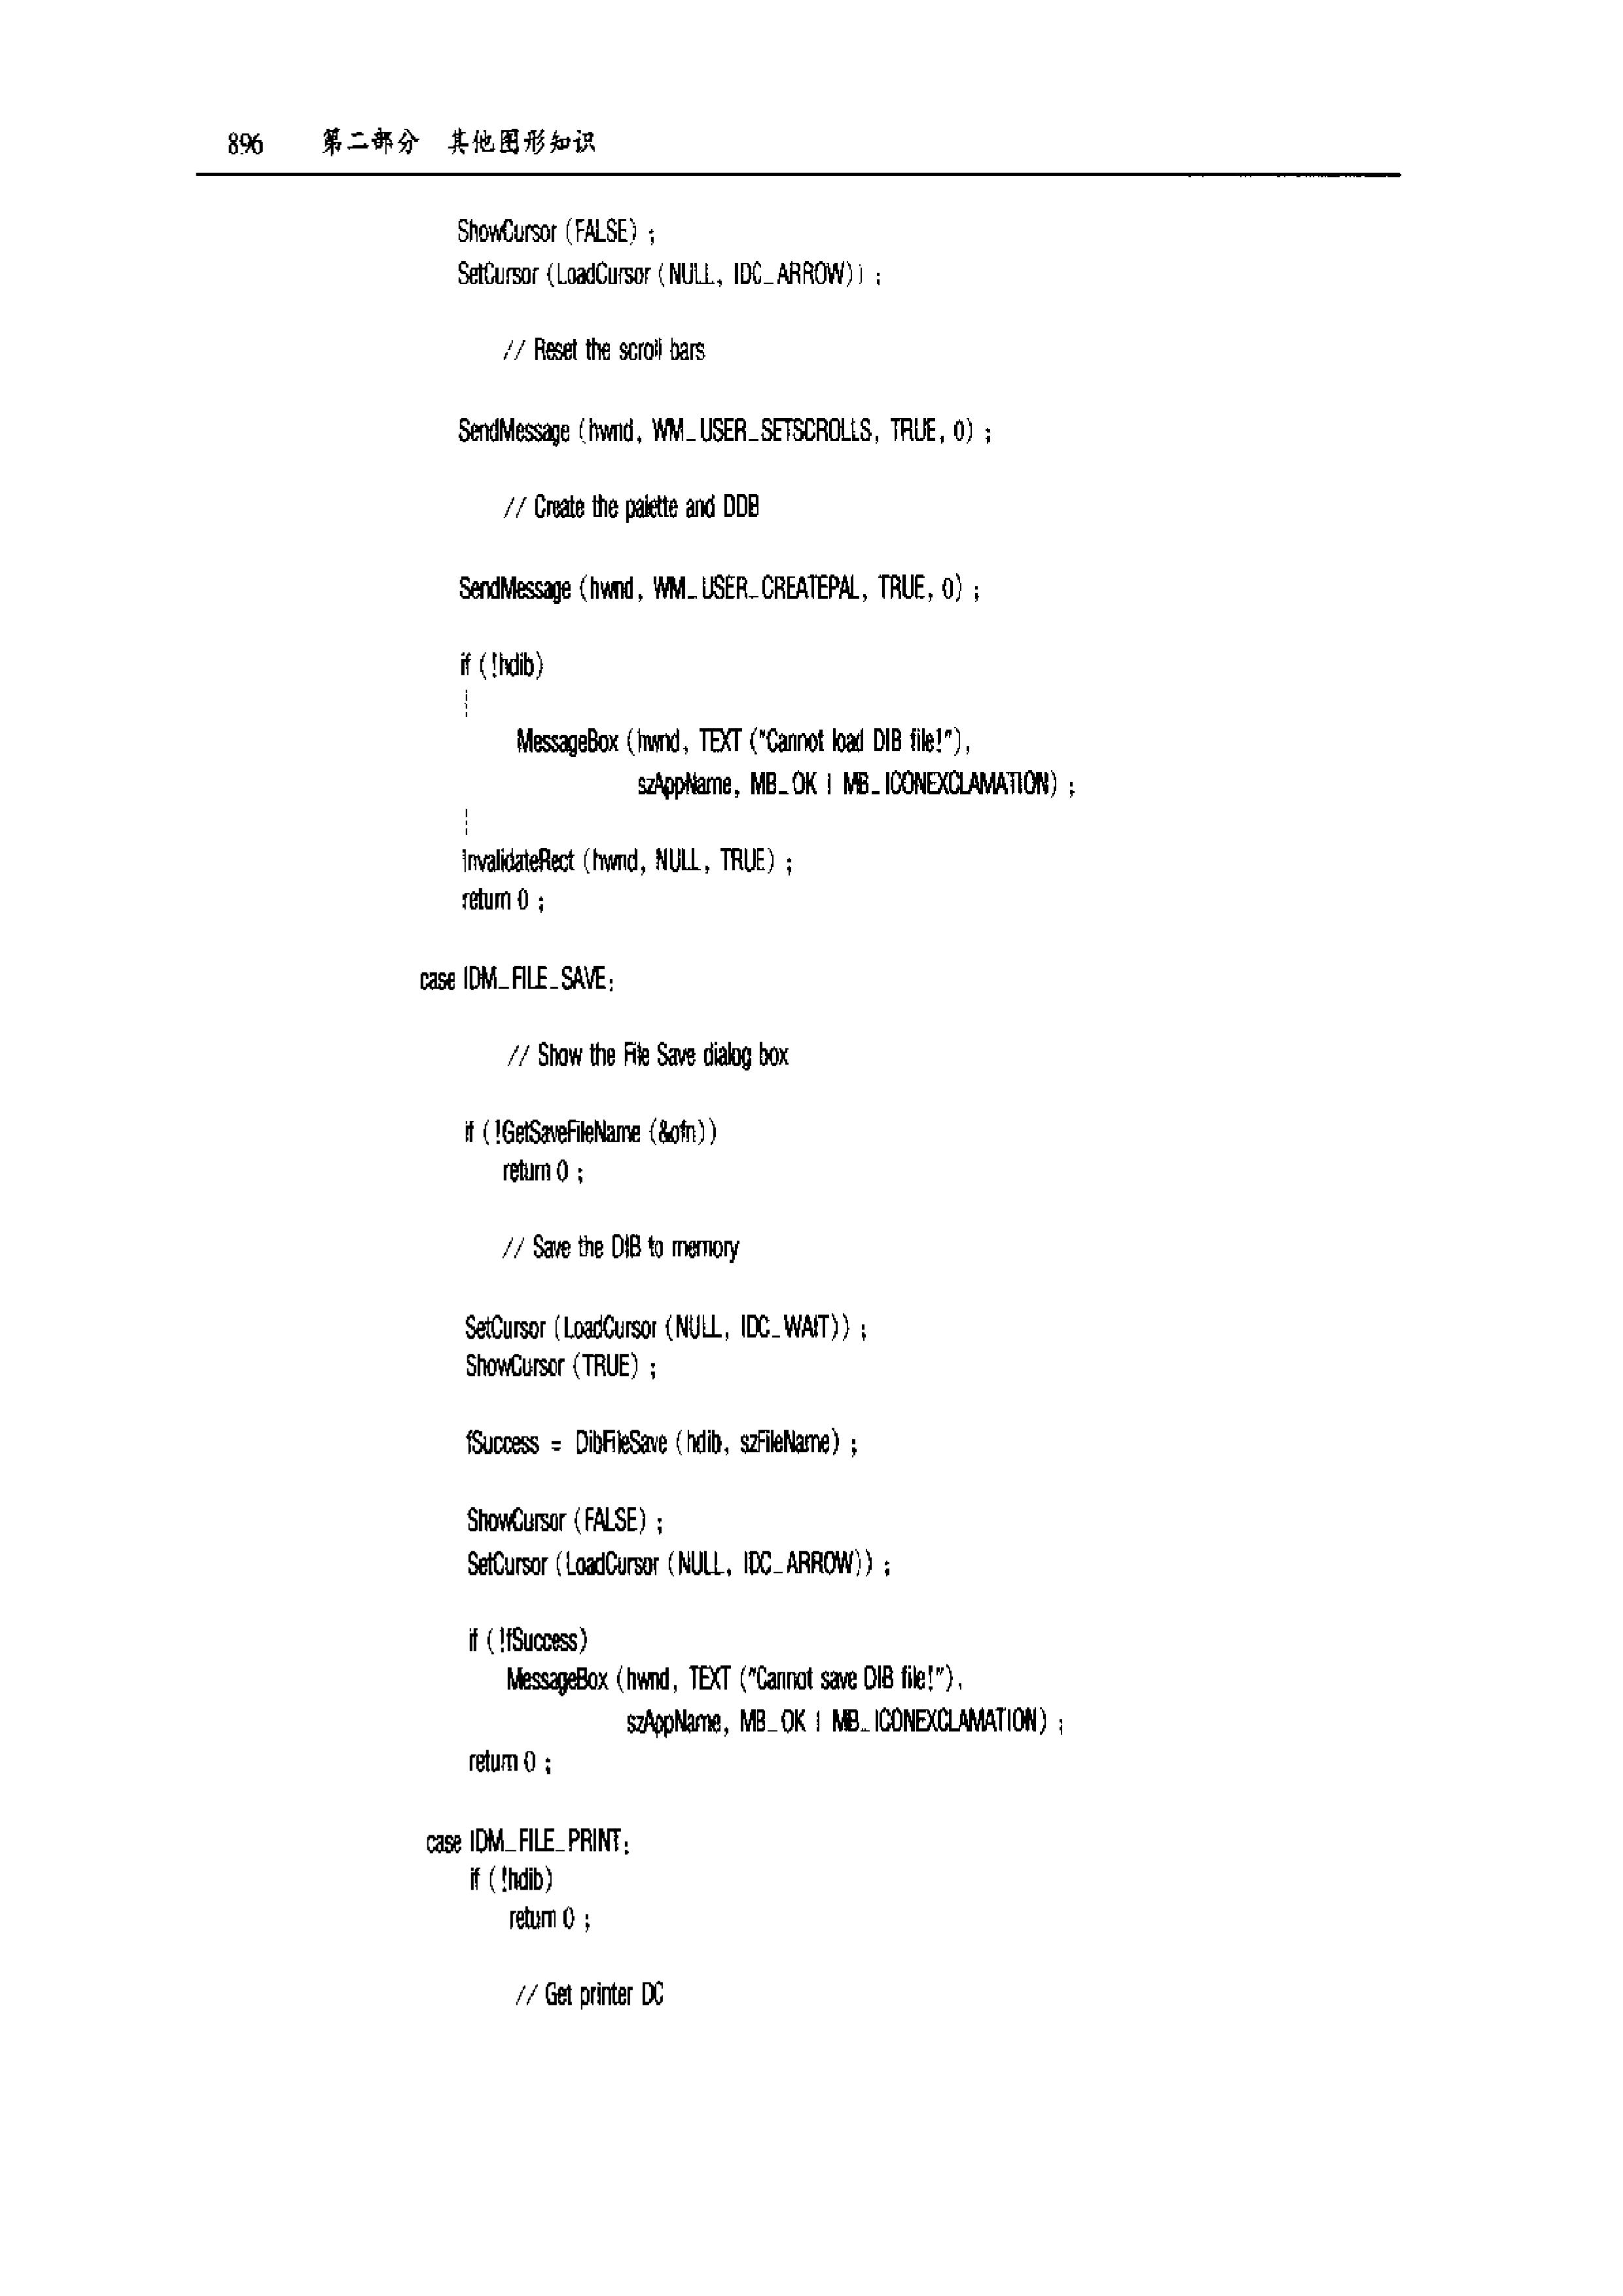 896 第二部分 其他图形知识
ShowCursor (FALSE) ;
SetCursor (LoadCursor (NULL, IDC_ARROW)) ;
// Reset the scroll bars
SendMessage (hwnd, WM_USER_SETSCROLLS, TRUE, 0) ;
// Create the palette and DDB
SendMessage (hwnd, WM_USER_CREATEPAL, TRUE, 0) ;
if (!hdib)
{
MessageBox (hwnd, TEXT ("Cannot load DIB file!"),
szAppName, MB_OK | MB_ICONEXCLAMATION) ;
}
InvalidateRect (hwnd, NULL, TRUE) ;
return 0 ;
case IDM_FILE_SAVE:
// Show the File Save dialog box
if (!GetSaveFileName (&ofn))
return 0 ;
// Save the DIB to memory
SetCursor (LoadCursor (NULL, IDC_WAIT)) ;
ShowCursor (TRUE) ;
fSuccess = DibFileSave (hdib, szFileName) ;
ShowCursor (FALSE) ;
SetCursor (LoadCursor (NULL, IDC_ARROW)) ;
if (!fSuccess)
MessageBox (hwnd, TEXT ("Cannot save DIB file!"),
szAppName, MB_OK | MB_ICONEXCLAMATION) ;
return 0 ;
case IDM_FILE_PRINT:
if (!hdib)
return 0 ;
// Get printer DC